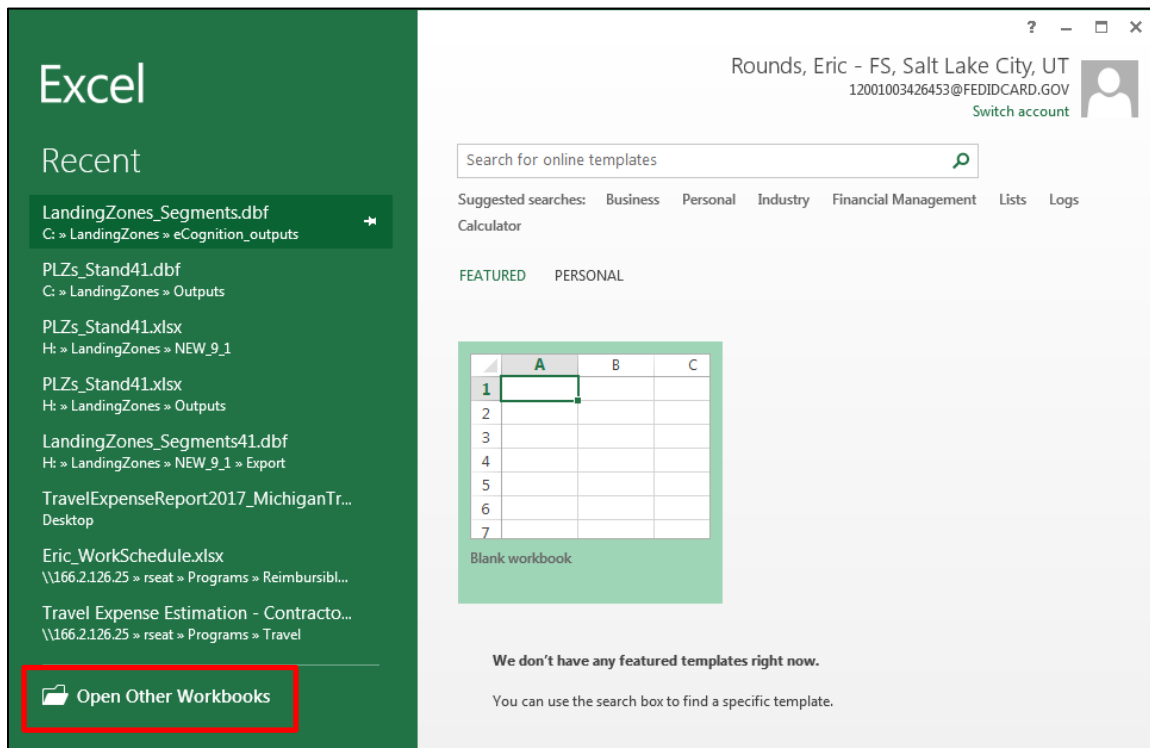 Excel
Recent
LandingZones_Segments.dbf
C: » LandingZones » eCognition_outputs
PLZs_Stand41.dbf
C: » LandingZones » Outputs
PLZs_Stand41.xlsx
H: » LandingZones » NEW_9_1
PLZs_Stand41.xlsx
H: » LandingZones » Outputs
LandingZones_Segments41.dbf
H: » LandingZones » NEW_9_1 » Export
TravelExpenseReport2017_MichiganTr...
Desktop
Eric_WorkSchedule.xlsx
\\166.2.126.25 » rseat » Programs » Reimbursibl...
Travel Expense Estimation - Contracto...
\\166.2.126.25 » rseat » Programs » Travel
Open Other Workbooks
?
Rounds, Eric - FS, Salt Lake City, UT
12001003426453@FEDIDCARD.GOV
Switch account
Search for online templates
Suggested searches: Business Personal Industry Financial Management Lists Logs
Calculator
FEATURED PERSONAL
A B C
1
2
3
4
5
6
7
Blank workbook
We don't have any featured templates right now.
You can use the search box to find a specific template.